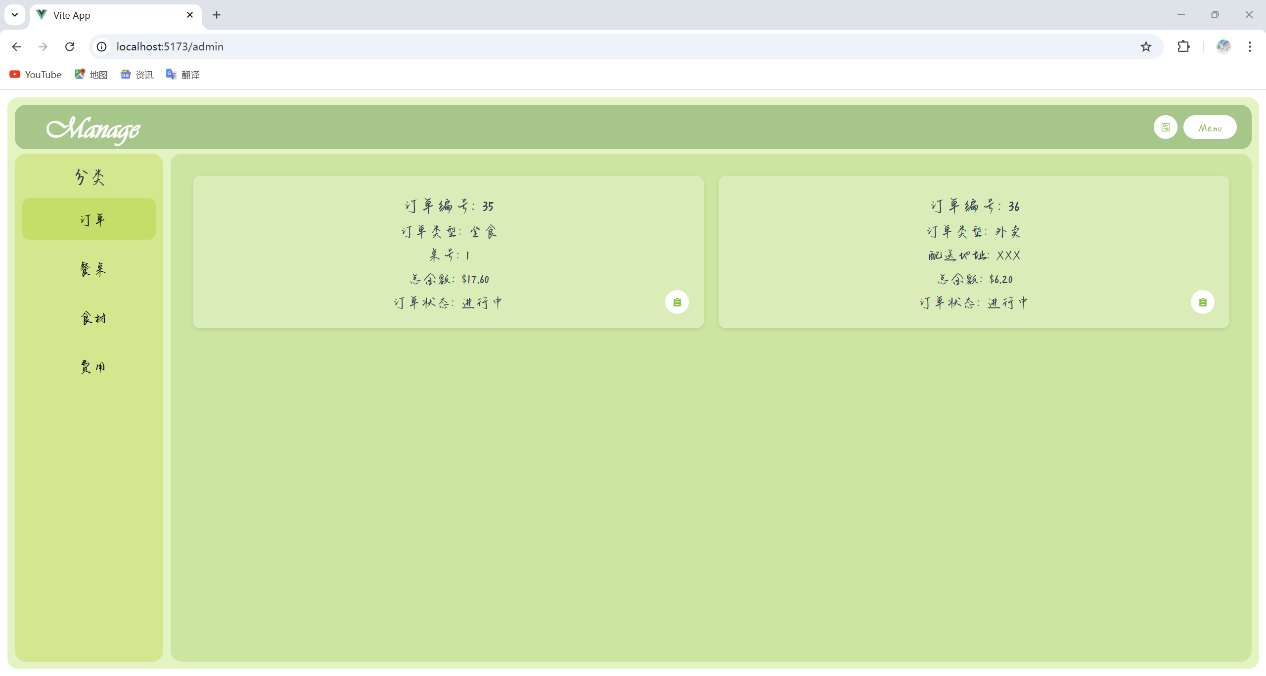 Vite App
localhost:5173/admin
YouTube 地图 资讯 翻译
Manage
Menu
分类
订单
餐桌
食材
费用
订单编号: 35
订单类型: 堂食
桌号: 1
总金额: $17.60
订单状态: 进行中
订单编号: 36
订单类型: 外卖
配送地址: XXX
总金额: $6.20
订单状态: 进行中